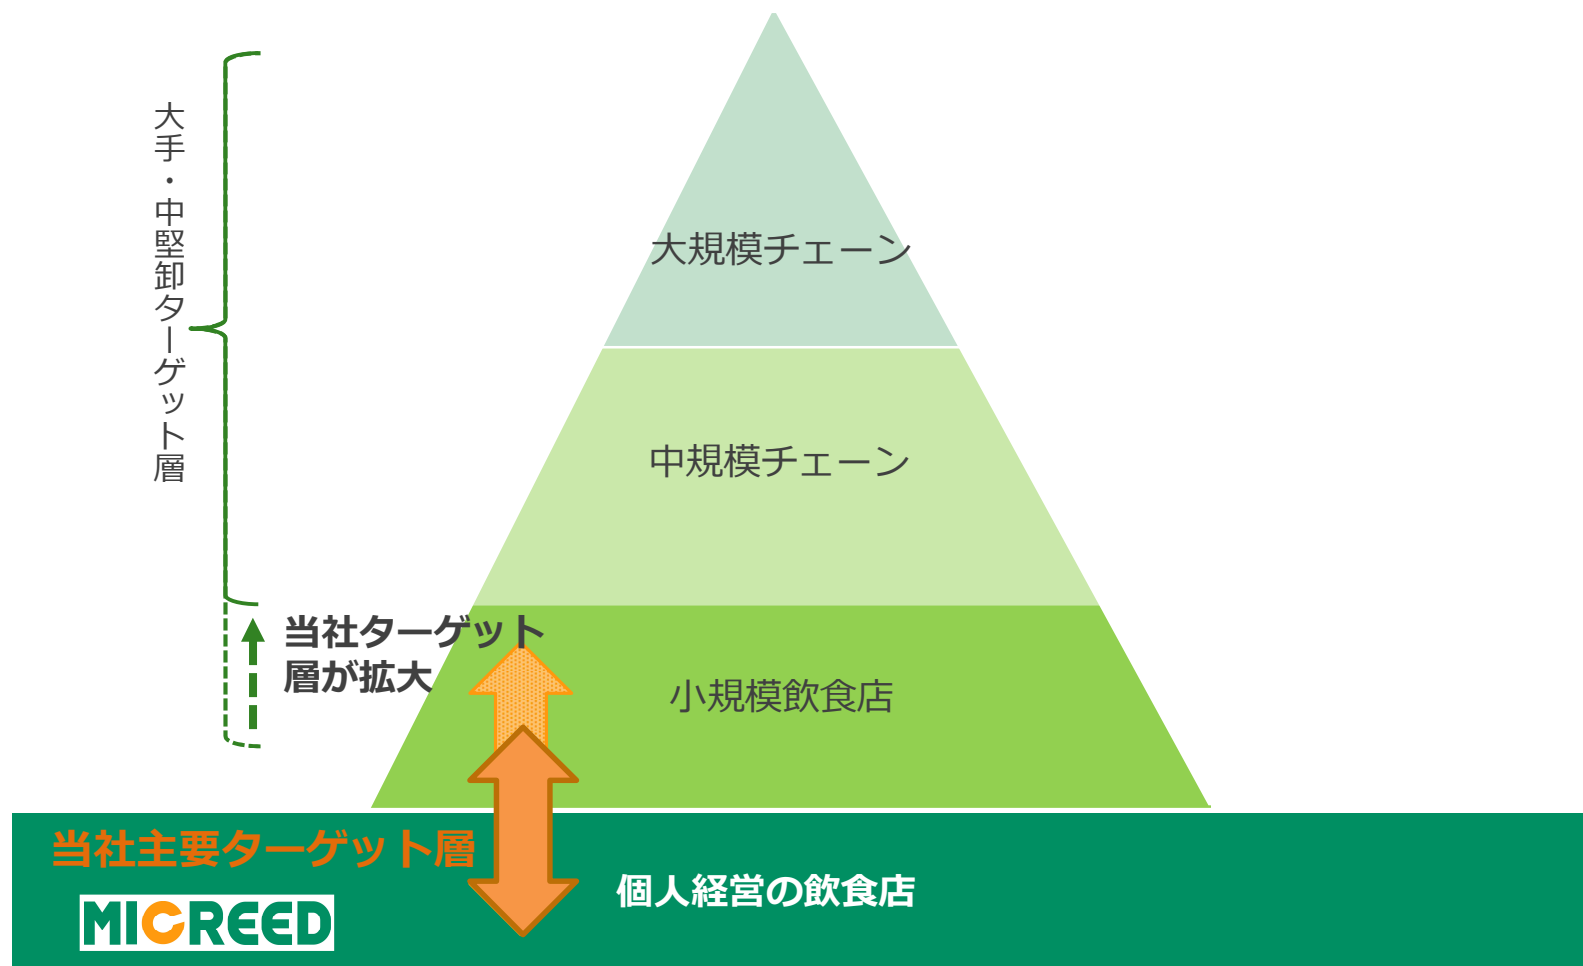 大手・中堅卸ターゲット層
大規模チェーン
中規模チェーン
当社ターゲット
層が拡大
小規模飲食店
当社主要ターゲット層
個人経営の飲食店
MICREED